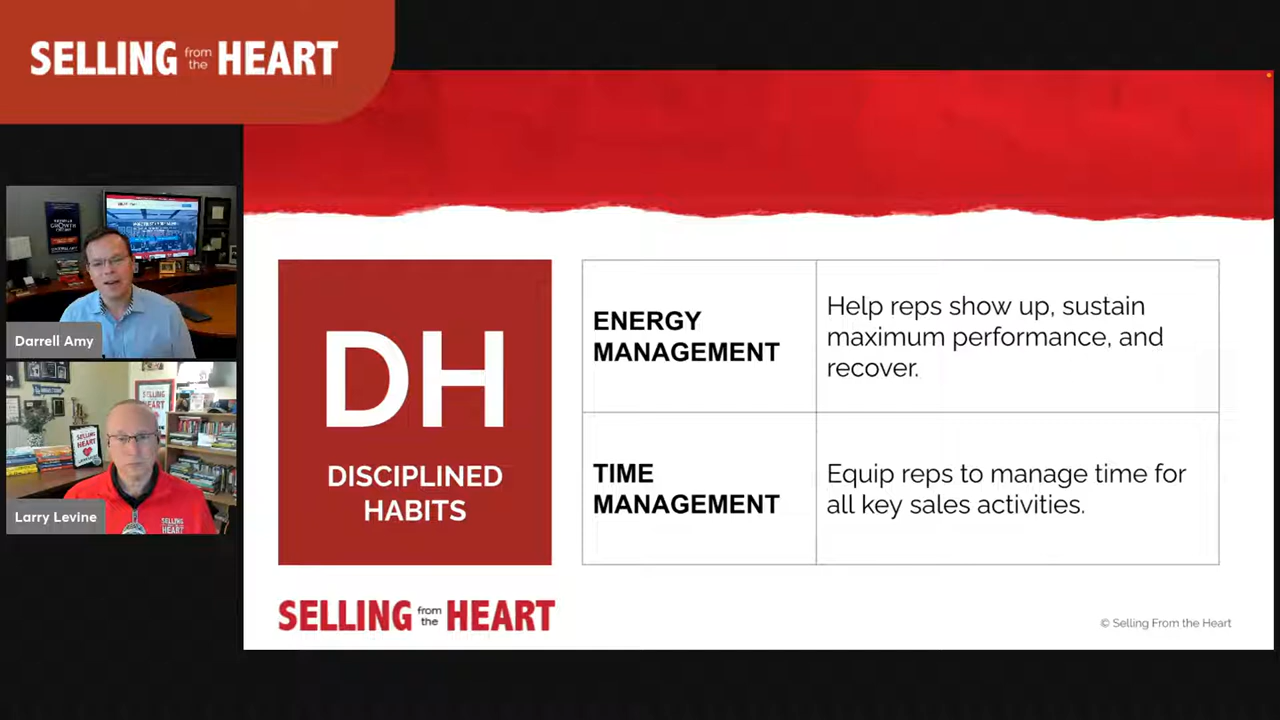 SELLING from the HEART
Darrell Amy
Larry Levine
DH
DISCIPLINED
HABITS
ENERGY
MANAGEMENT
Help reps show up, sustain
maximum performance, and
recover.
TIME
MANAGEMENT
Equip reps to manage time for
all key sales activities.
SELLING from the HEART
© Selling From the Heart
SELLING
HEART